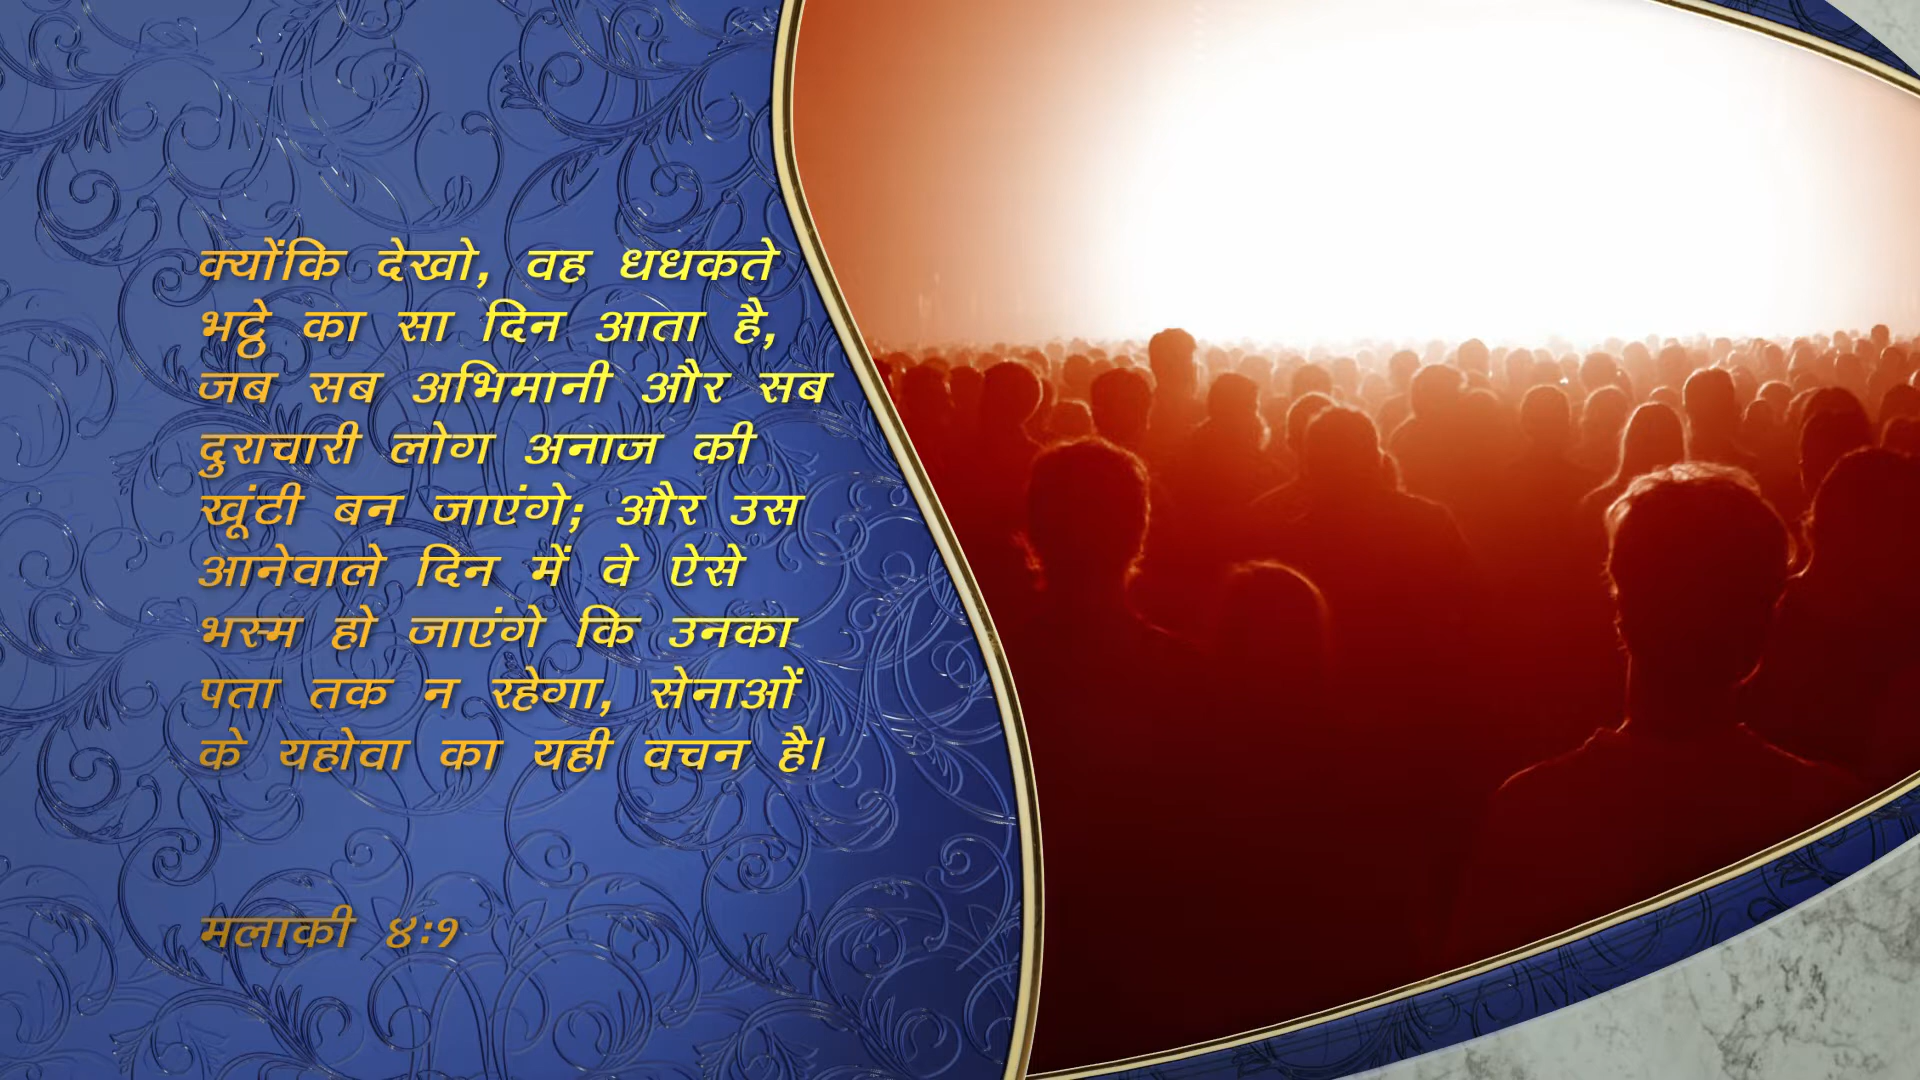 क्योंकि देखो, वह धधकते
भट्ठे का सा दिन आता है,
जब सब अभिमानी और सब
दुराचारी लोग अनाज की
खूंटी बन जाएंगे; और उस
आनेवाले दिन में वे ऐसे
भस्म हो जाएंगे कि उनका
पता तक न रहेगा, सेनाओं
के यहोवा का यही वचन है।
मलाकी ४:१